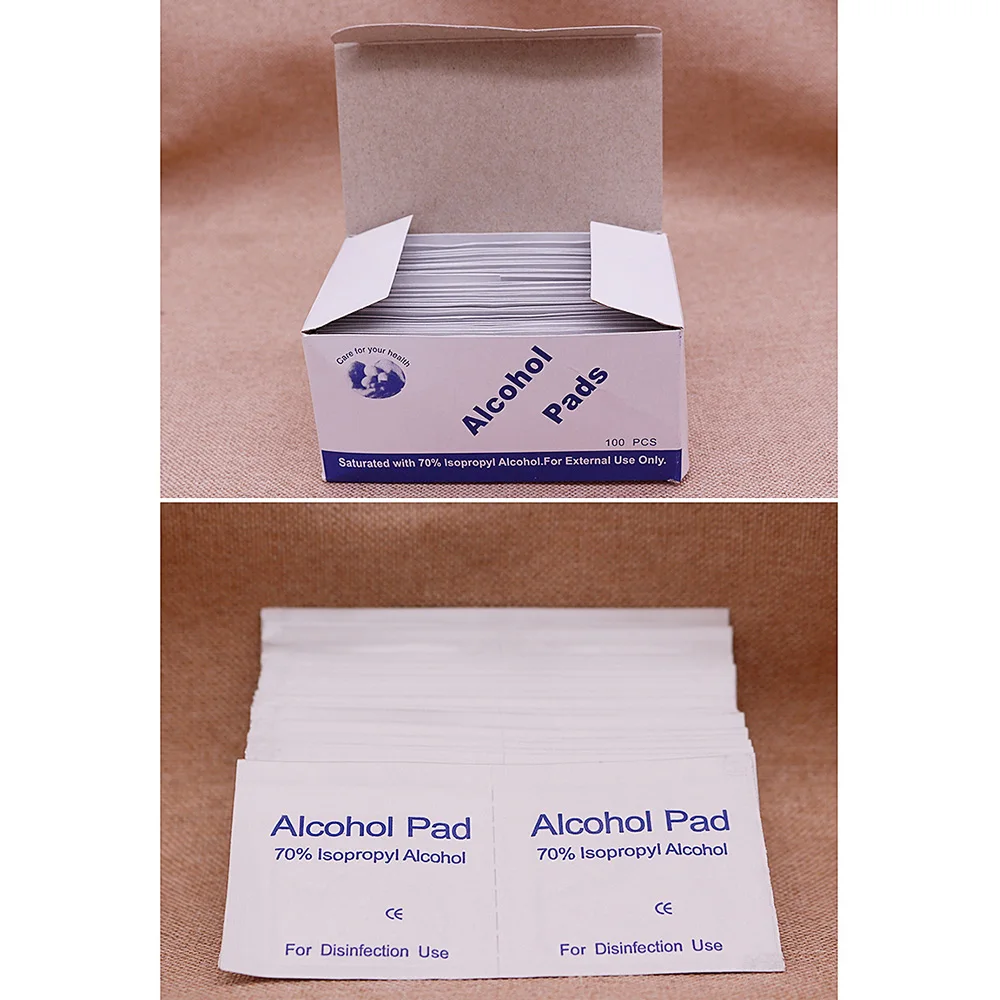 Care for your health
Alcohol
Pads
100 PCS
Saturated with 70% Isopropyl Alcohol.For External Use Only.
Alcohol Pad
70% Isopropyl Alcohol
CE
For Disinfection Use
Alcohol Pad
70% Isopropyl Alcohol
CE
For Disinfection Use